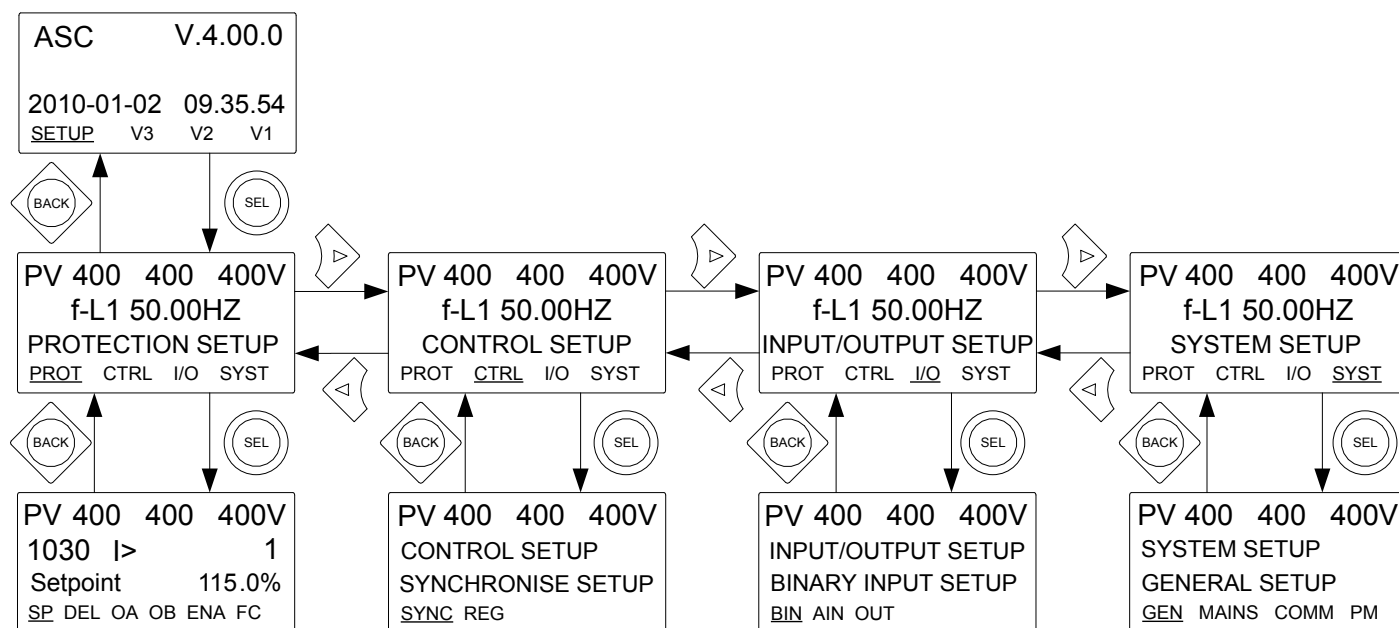 ASC V.4.00.0
2010-01-02 09.35.54
SETUP V3 V2 V1
BACK
SEL
PV 400 400 400V
f-L1 50.00HZ
PROTECTION SETUP
PROT CTRL I/O SYST
PV 400 400 400V
f-L1 50.00HZ
CONTROL SETUP
PROT CTRL I/O SYST
PV 400 400 400V
f-L1 50.00HZ
INPUT/OUTPUT SETUP
PROT CTRL I/O SYST
PV 400 400 400V
f-L1 50.00HZ
SYSTEM SETUP
PROT CTRL I/O SYST
BACK
SEL
BACK
SEL
BACK
SEL
BACK
SEL
PV 400 400 400V
1030 I> 1
Setpoint 115.0%
SP DEL OA OB ENA FC
PV 400 400 400V
CONTROL SETUP
SYNCHRONISE SETUP
SYNC REG
PV 400 400 400V
INPUT/OUTPUT SETUP
BINARY INPUT SETUP
BIN AIN OUT
PV 400 400 400V
SYSTEM SETUP
GENERAL SETUP
GEN MAINS COMM PM